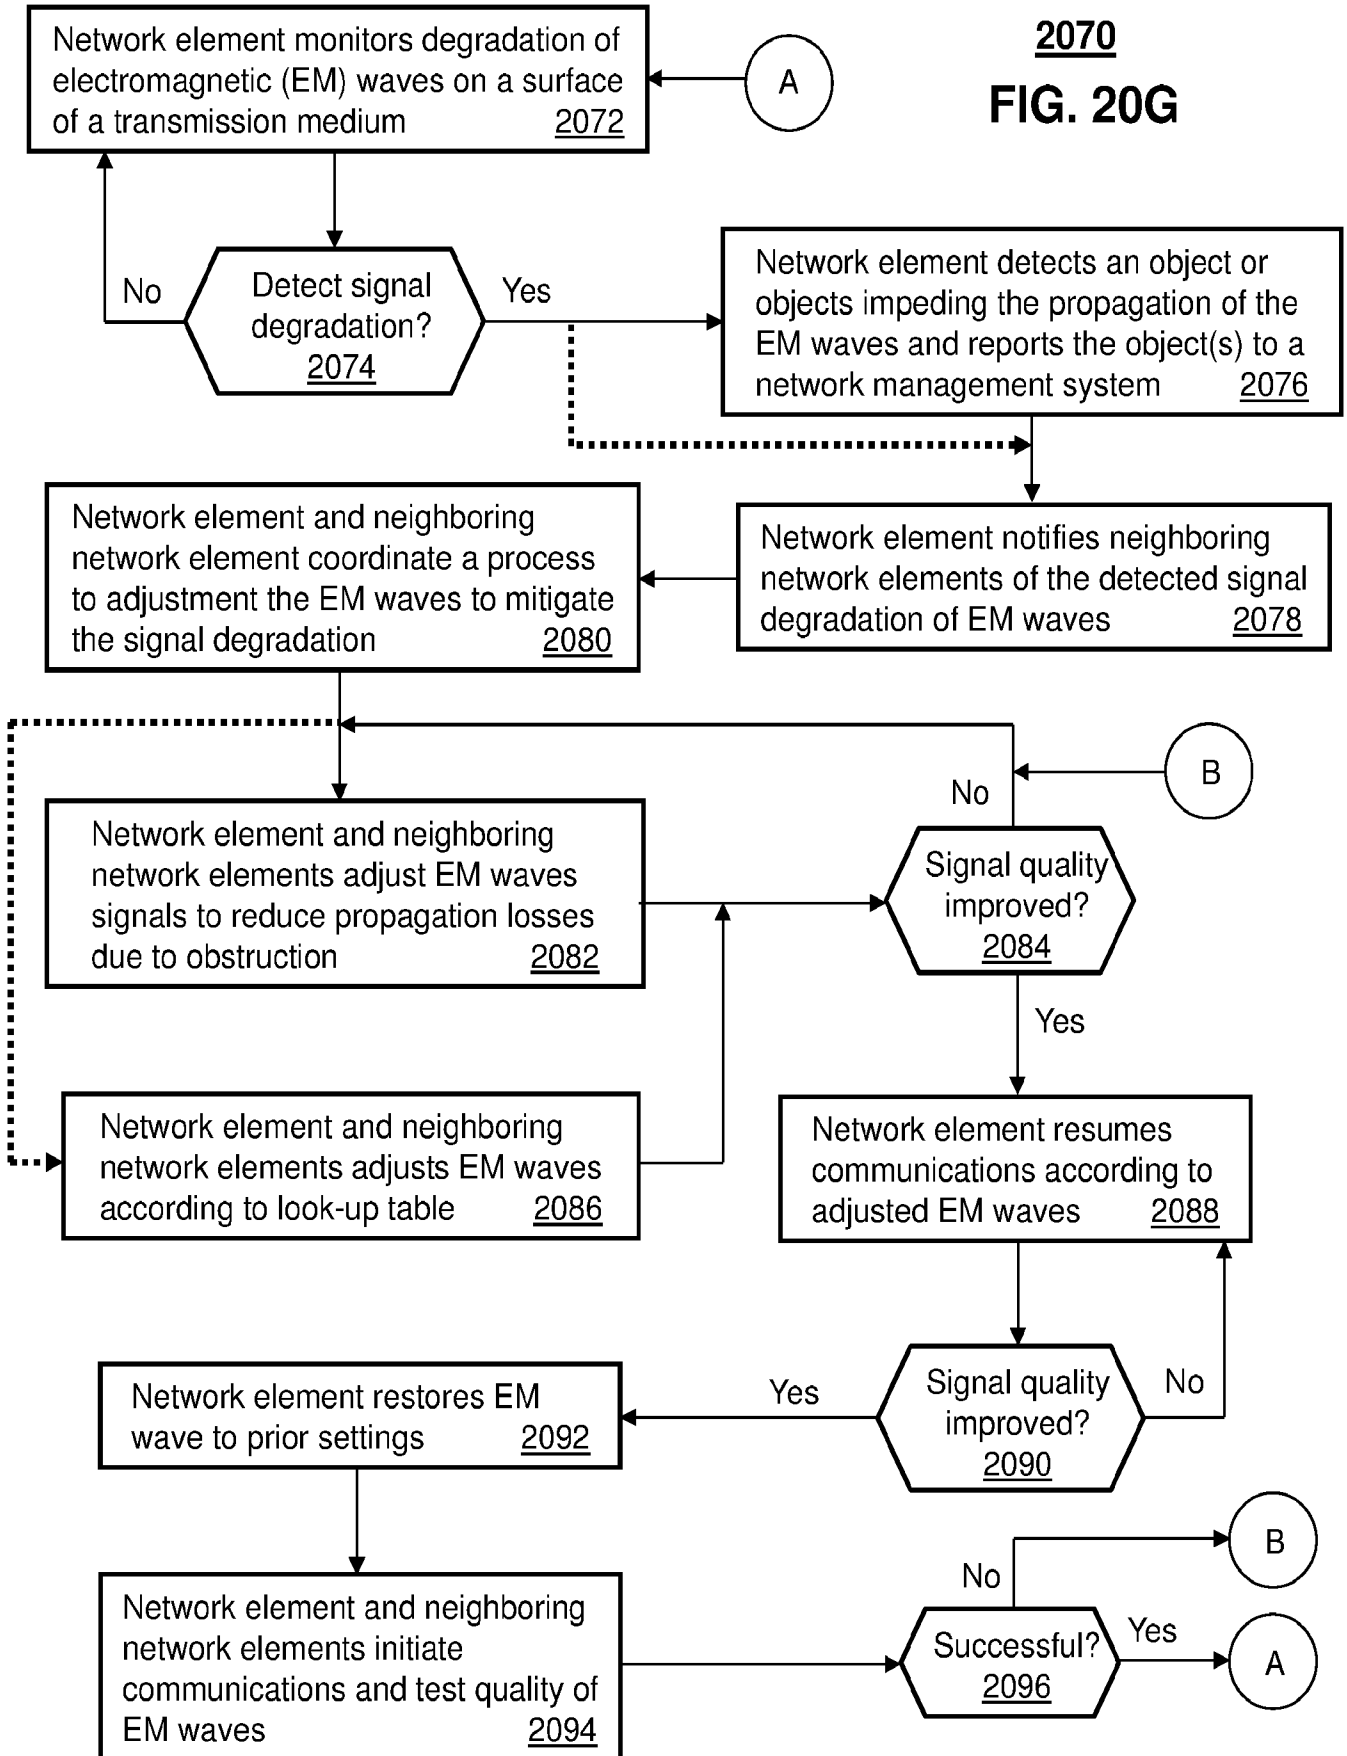 2070
FIG. 20G
Network element monitors degradation of
electromagnetic (EM) waves on a surface
of a transmission medium 2072
A
No
Detect signal
degradation?
2074
Yes
Network element detects an object or
objects impeding the propagation of the
EM waves and reports the object(s) to a
network management system 2076
Network element and neighboring
network element coordinate a process
to adjustment the EM waves to mitigate
the signal degradation 2080
Network element notifies neighboring
network elements of the detected signal
degradation of EM waves 2078
B
No
Network element and neighboring
network elements adjust EM waves
signals to reduce propagation losses
due to obstruction 2082
Signal quality
improved?
2084
Yes
Network element and neighboring
network elements adjusts EM waves
according to look-up table 2086
Network element resumes
communications according to
adjusted EM waves 2088
Network element restores EM
wave to prior settings 2092
Yes
Signal quality
improved?
2090
No
Network element and neighboring
network elements initiate
communications and test quality of
EM waves 2094
No
B
Successful?
2096
Yes
A